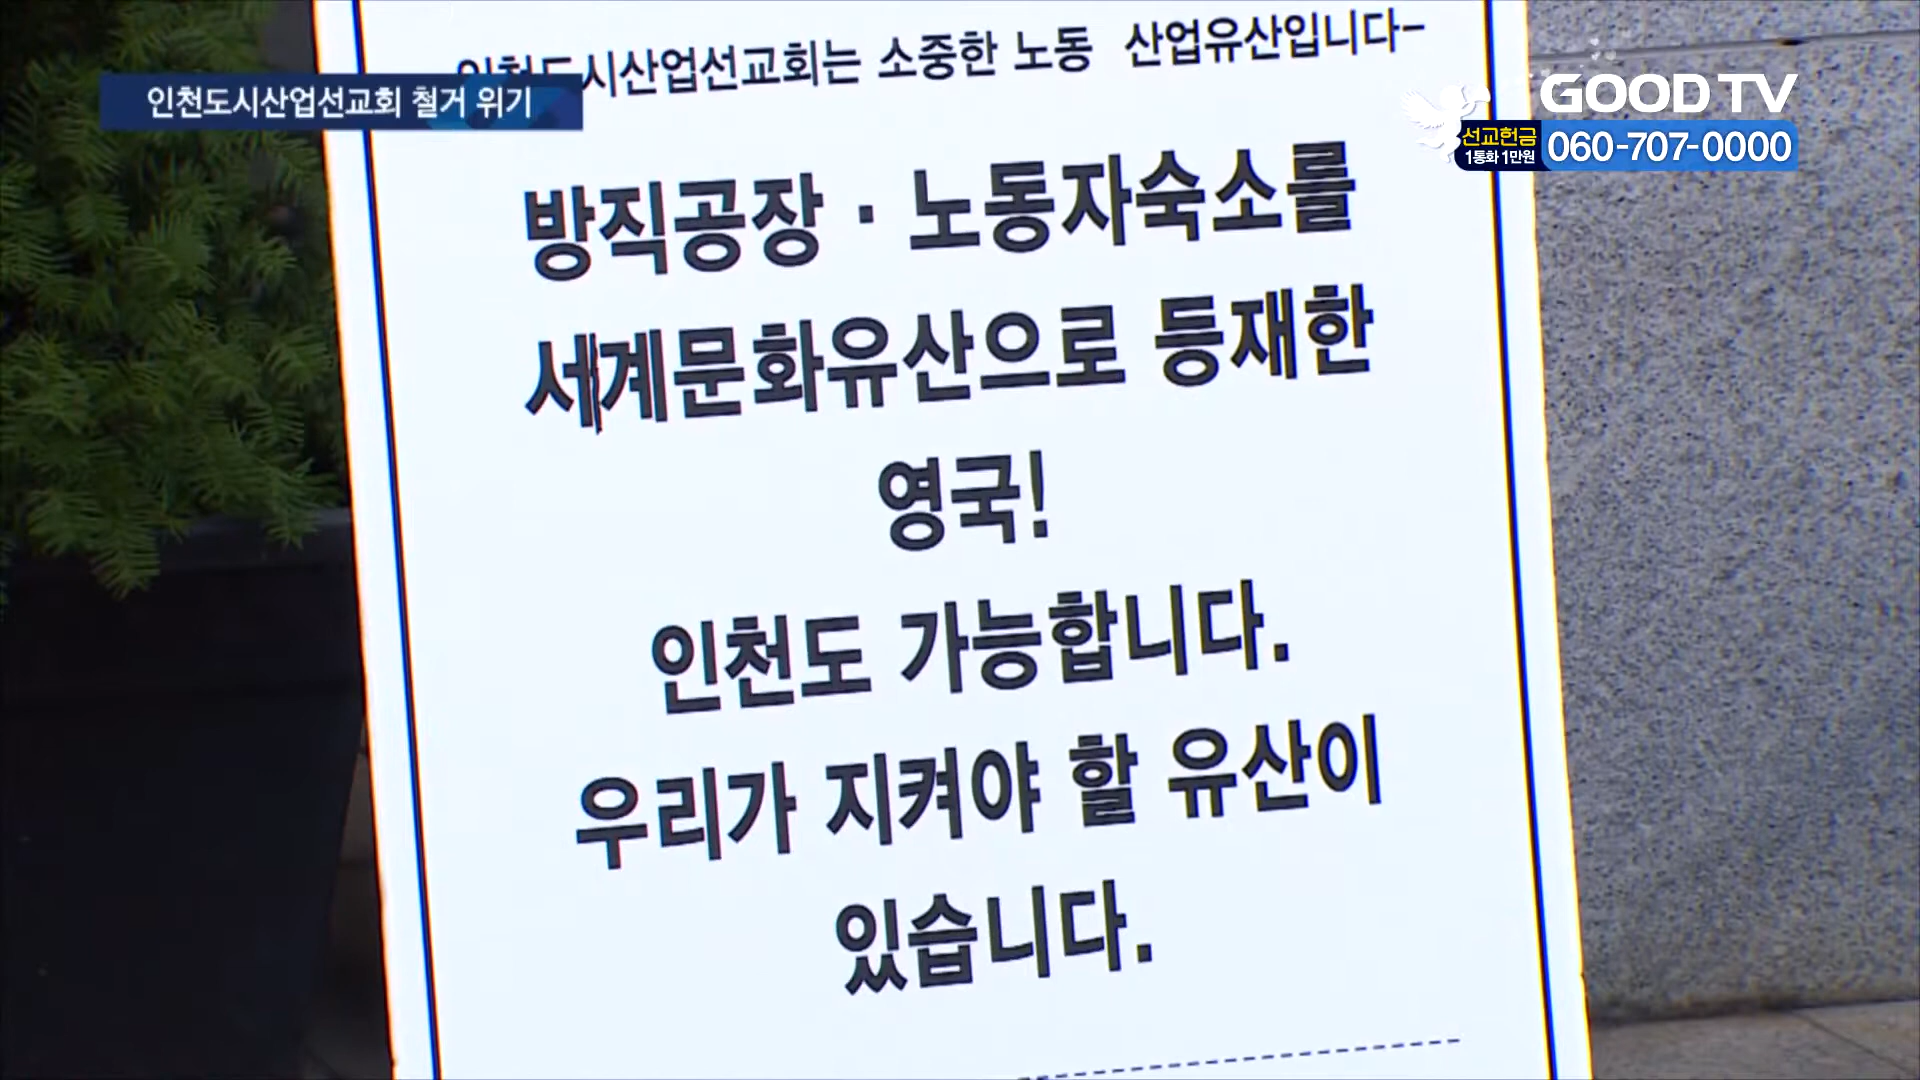 인천도시산업선교회는 소중한 노동 산업유산입니다-
인천도시산업선교회 철거 위기
GOODTV
선교헌금
1통화 1만원
060-707-0000
방직공장 · 노동자숙소를
세계문화유산으로 등재한
영국!
인천도 가능합니다.
우리가 지켜야 할 유산이
있습니다.